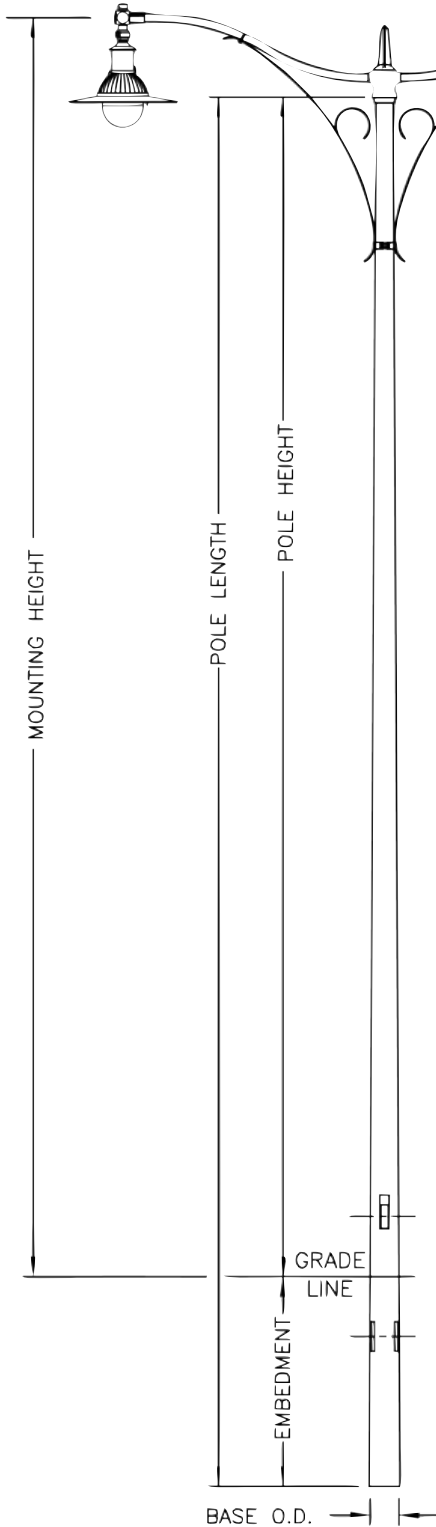 POLE HEIGHT
POLE LENGTH
MOUNTING HEIGHT
GRADE
LINE
EMBEDMENT
BASE O.D.